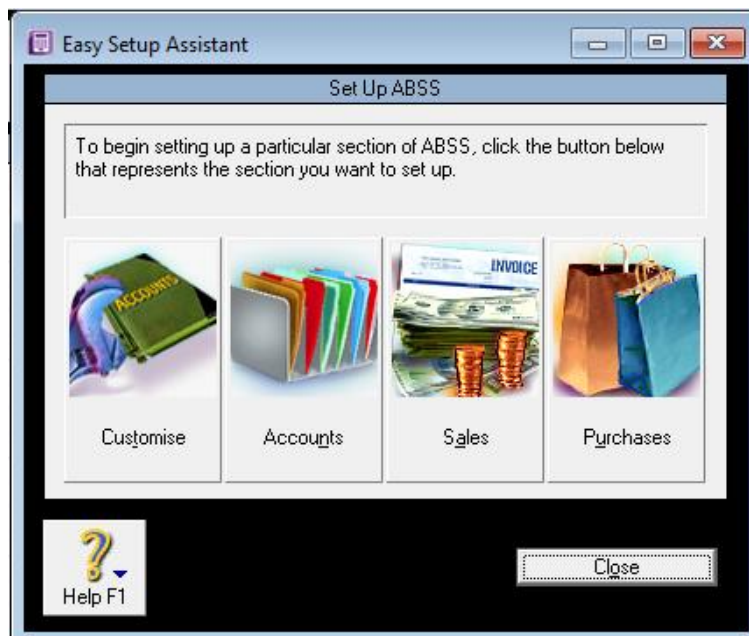 Easy Setup Assistant
Set Up ABSS
To begin setting up a particular section of ABSS, click the button below
that represents the section you want to set up.
ACCOUNTS
INVOICE
Customise
Accounts
Sales
Purchases
Help F1
Close